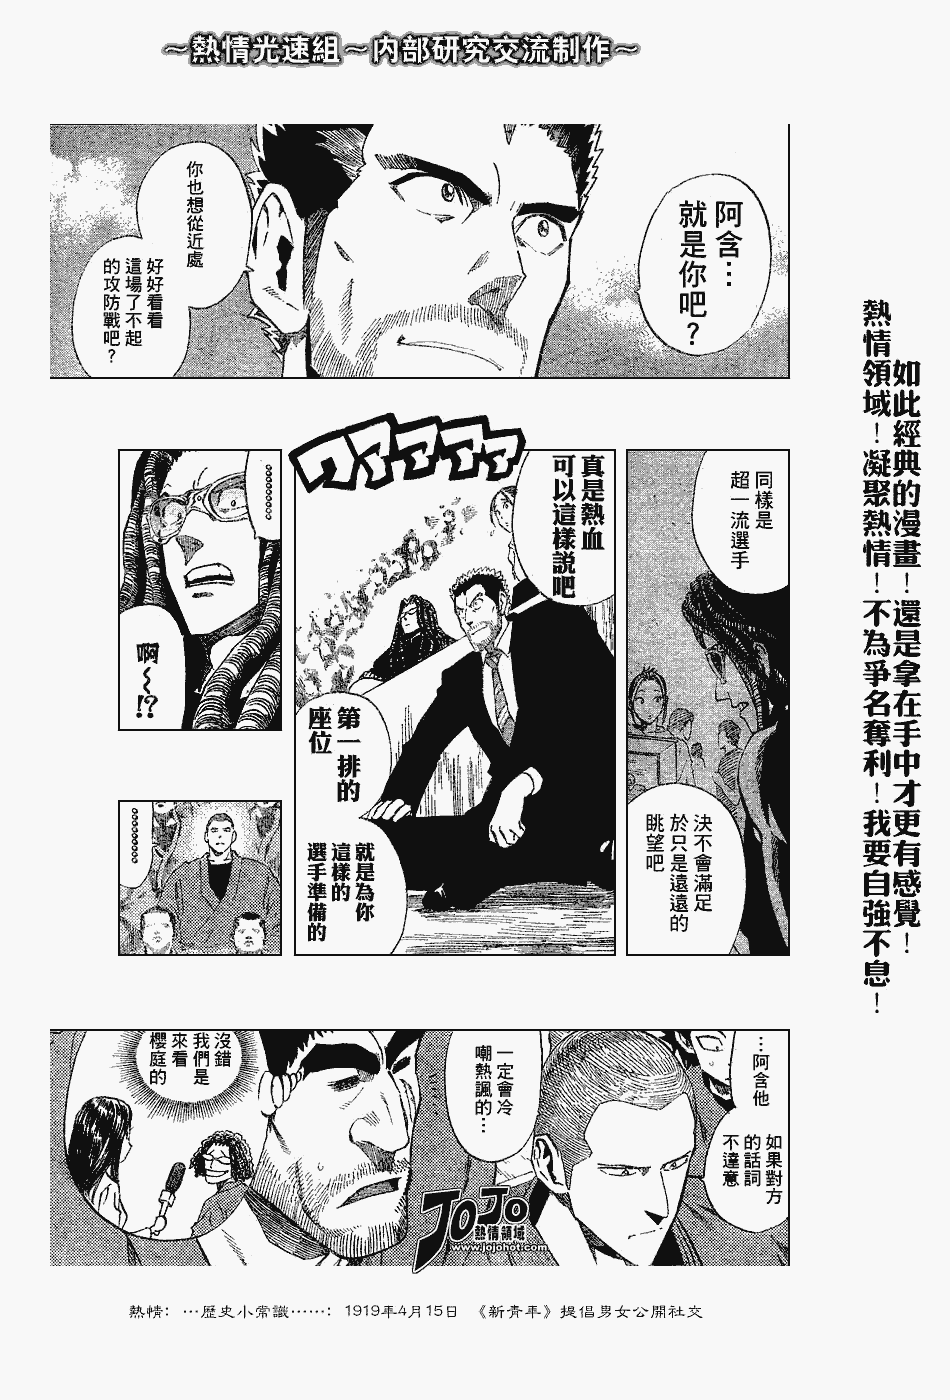 ～熱情光速組～內部研究交流制作～
阿含…
就是你吧？
你也想從近處
好好看看
這場了不起
的攻防戰吧？
同樣是
超一流選手
決不會滿足
於只是遠遠的
眺望吧
真是熱血
可以這樣說吧
ワアアアア
第一排的
座位
就是為你
這樣的
選手準備的
………
啊～～!?
………
…阿含他
如果對方
的話詞
不達意
一定會冷
嘲熱諷的…
沒錯
我們是
來看
櫻庭的
JOJO
熱情領域
www.jojohot.com
如此經典的漫畫！還是拿在手中才更有感覺！
熱情領域！凝聚熱情！不為爭名奪利！我要自強不息！
熱情：…歷史小常識……：1919年4月15日 《新青年》提倡男女公開社交